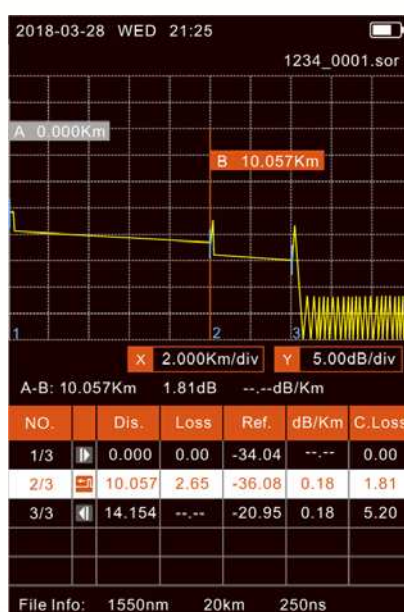 2018-03-28 WED 21:25
1234_0001.sor
A 0.000Km
B 10.057Km
1 2 3
X 2.000Km/div Y 5.00dB/div
A-B: 10.057Km 1.81dB --.--dB/Km
NO. Dis. Loss Ref. dB/Km C.Loss
1/3 0.000 0.00 -34.04 --.-- 0.00
2/3 10.057 2.65 -36.08 0.18 1.81
3/3 14.154 --.-- -20.95 0.18 5.20
File Info: 1550nm 20km 250ns